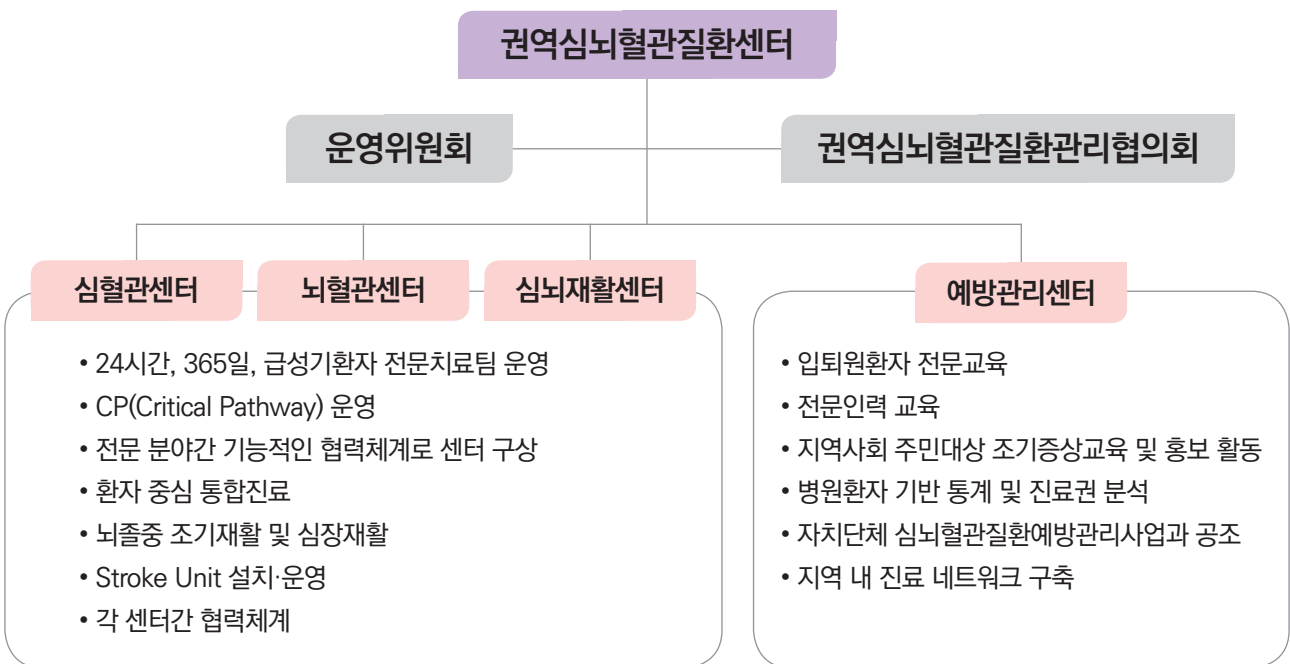 권역심뇌혈관질환센터
운영위원회
권역심뇌혈관질환관리협의회
심혈관센터
뇌혈관센터
심뇌재활센터
• 24시간, 365일, 급성기환자 전문치료팀 운영
• CP(Critical Pathway) 운영
• 전문 분야간 기능적인 협력체계로 센터 구상
• 환자 중심 통합진료
• 뇌졸중 조기재활 및 심장재활
• Stroke Unit 설치·운영
• 각 센터간 협력체계
예방관리센터
• 입퇴원환자 전문교육
• 전문인력 교육
• 지역사회 주민대상 조기증상교육 및 홍보 활동
• 병원환자 기반 통계 및 진료권 분석
• 자치단체 심뇌혈관질환예방관리사업과 공조
• 지역 내 진료 네트워크 구축